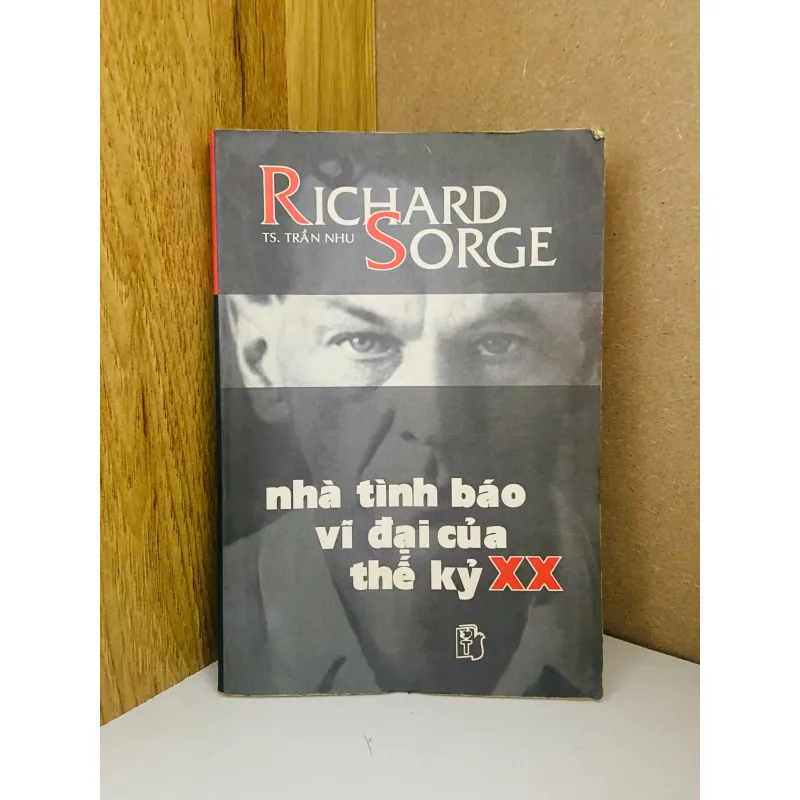 RICHARD
TS. TRẦN NHU
SORGE
nhà tình báo
vĩ đại của
thế kỷ XX
T